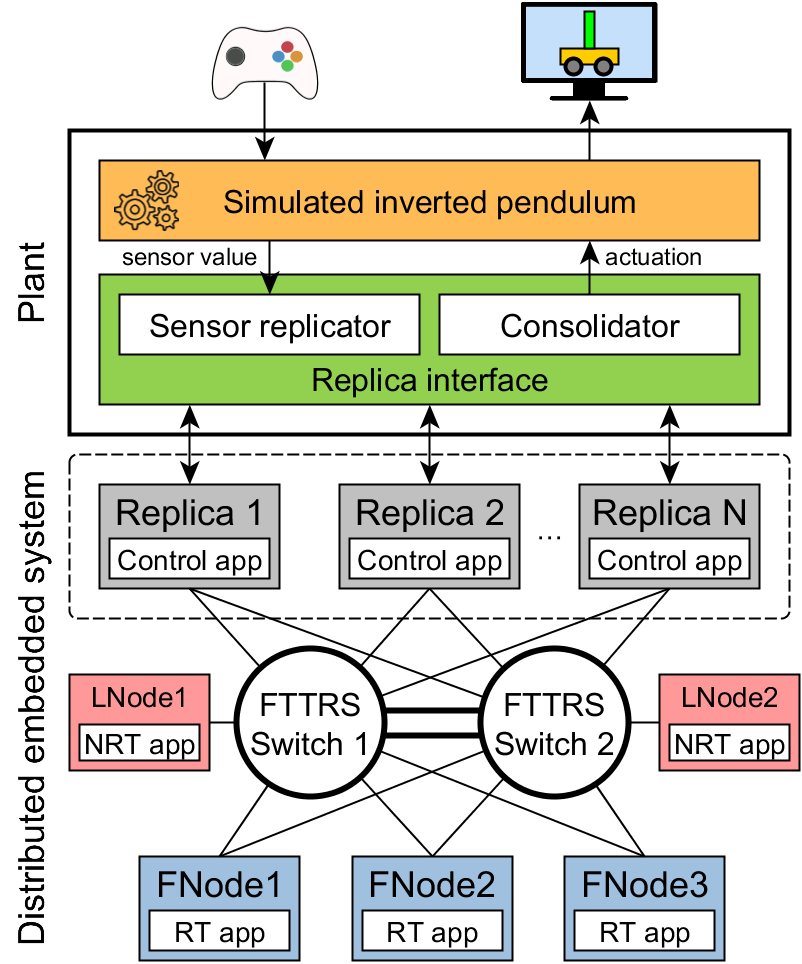 Plant
Simulated inverted pendulum
sensor value
actuation
Sensor replicator
Consolidator
Replica interface
Distributed embedded system
Replica 1
Control app
Replica 2
Control app
...
Replica N
Control app
LNode1
NRT app
FTTRS
Switch 1
FTTRS
Switch 2
LNode2
NRT app
FNode1
RT app
FNode2
RT app
FNode3
RT app